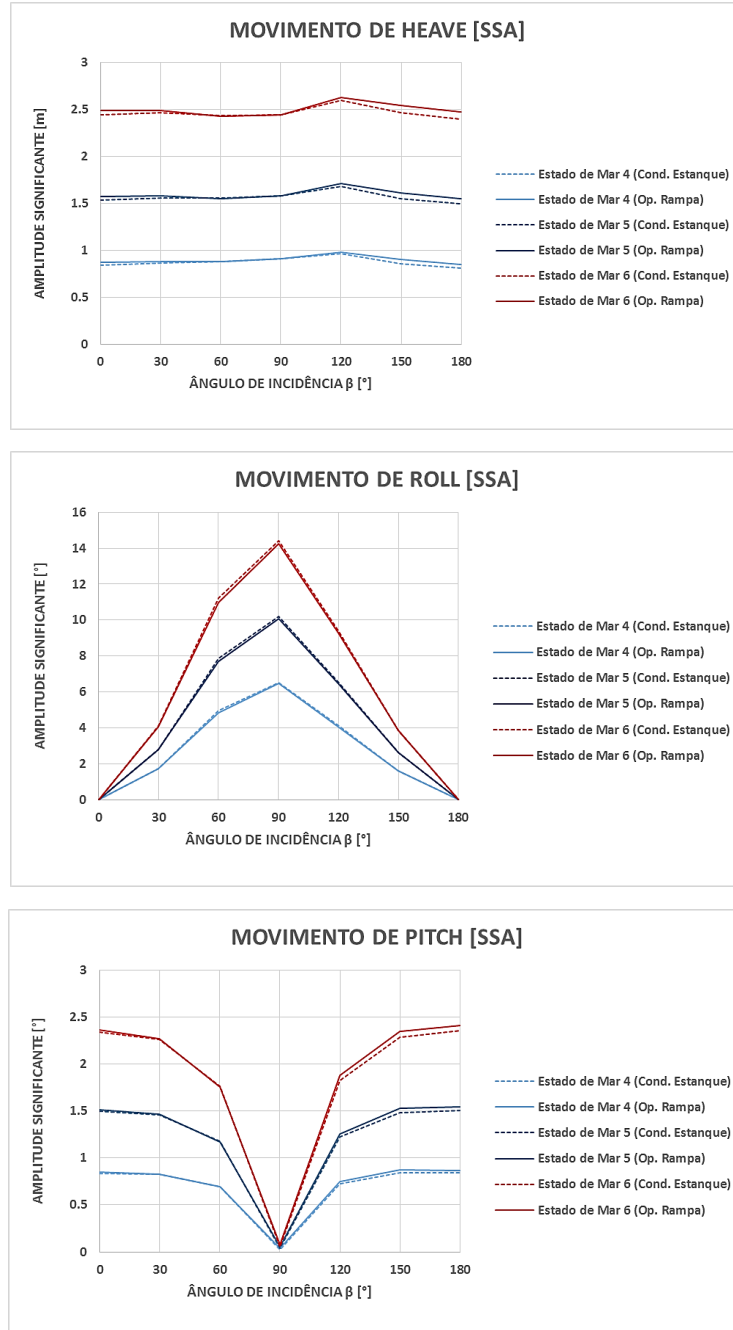 MOVIMENTO DE HEAVE [SSA]
AMPLITUDE SIGNIFICANTE [m]
3
2.5
2
1.5
1
0.5
0
0 30 60 90 120 150 180
ÂNGULO DE INCIDÊNCIA β [°]
Estado de Mar 4 (Cond. Estanque)
Estado de Mar 4 (Op. Rampa)
Estado de Mar 5 (Cond. Estanque)
Estado de Mar 5 (Op. Rampa)
Estado de Mar 6 (Cond. Estanque)
Estado de Mar 6 (Op. Rampa)
MOVIMENTO DE ROLL [SSA]
AMPLITUDE SIGNIFICANTE [°]
16
14
12
10
8
6
4
2
0
0 30 60 90 120 150 180
ÂNGULO DE INCIDÊNCIA β [°]
Estado de Mar 4 (Cond. Estanque)
Estado de Mar 4 (Op. Rampa)
Estado de Mar 5 (Cond. Estanque)
Estado de Mar 5 (Op. Rampa)
Estado de Mar 6 (Cond. Estanque)
Estado de Mar 6 (Op. Rampa)
MOVIMENTO DE PITCH [SSA]
AMPLITUDE SIGNIFICANTE [°]
3
2.5
2
1.5
1
0.5
0
0 30 60 90 120 150 180
ÂNGULO DE INCIDÊNCIA β [°]
Estado de Mar 4 (Cond. Estanque)
Estado de Mar 4 (Op. Rampa)
Estado de Mar 5 (Cond. Estanque)
Estado de Mar 5 (Op. Rampa)
Estado de Mar 6 (Cond. Estanque)
Estado de Mar 6 (Op. Rampa)